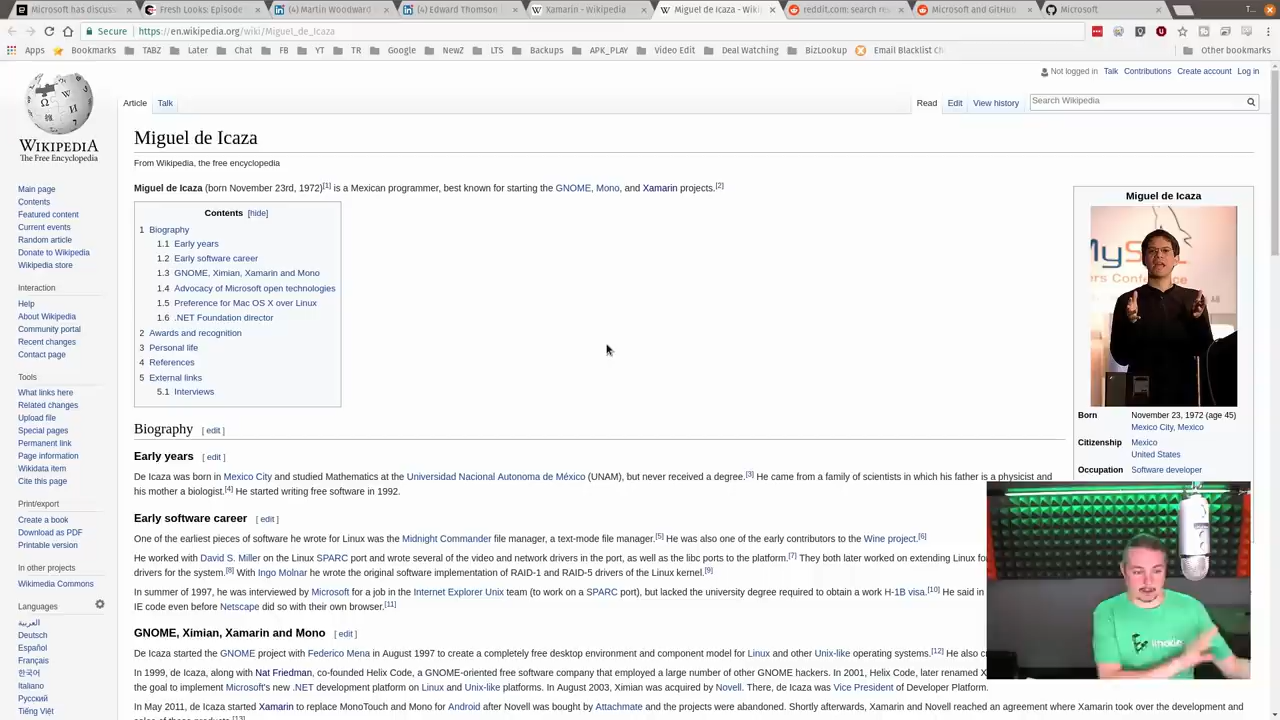 Microsoft has discuss
Fresh Looks: Episode
(4) Martin Woodward
(4) Edward Thomson
Xamarin - Wikipedia
Miguel de Icaza - Wiki
reddit.com: search re
Microsoft and GitHub
Microsoft
T...
Secure
https://en.wikipedia.org/wiki/Miguel_de_Icaza
Apps
Bookmarks
TABZ
Later
Chat
FB
YT
TR
Google
NewZ
LTS
Backups
APK_PLAY
Video Edit
Deal Watching
BizLookup
Email Blacklist Ch
Other bookmarks
Not logged in Talk Contributions Create account Log in
Article Talk
Read Edit View history
Search Wikipedia
WIKIPEDIA
The Free Encyclopedia
Main page
Contents
Featured content
Current events
Random article
Donate to Wikipedia
Wikipedia store
Interaction
Help
About Wikipedia
Community portal
Recent changes
Contact page
Tools
What links here
Related changes
Upload file
Special pages
Permanent link
Page information
Wikidata item
Cite this page
Print/export
Create a book
Download as PDF
Printable version
In other projects
Wikimedia Commons
Languages
العربية
Deutsch
Español
Français
한국어
Italiano
Русский
Tiếng Việt
Miguel de Icaza
From Wikipedia, the free encyclopedia
Miguel de Icaza (born November 23rd, 1972)[1] is a Mexican programmer, best known for starting the GNOME, Mono, and Xamarin projects.[2]
Contents [hide]
1 Biography
1.1 Early years
1.2 Early software career
1.3 GNOME, Ximian, Xamarin and Mono
1.4 Advocacy of Microsoft open technologies
1.5 Preference for Mac OS X over Linux
1.6 .NET Foundation director
2 Awards and recognition
3 Personal life
4 References
5 External links
5.1 Interviews
Miguel de Icaza
MyS
ers Conference
Born November 23, 1972 (age 45)
Mexico City, Mexico
Citizenship Mexico
United States
Occupation Software developer
Biography [ edit ]
Early years [ edit ]
De Icaza was born in Mexico City and studied Mathematics at the Universidad Nacional Autonoma de México (UNAM), but never received a degree.[3] He came from a family of scientists in which his father is a physicist and
his mother a biologist.[4] He started writing free software in 1992.
Early software career [ edit ]
One of the earliest pieces of software he wrote for Linux was the Midnight Commander file manager, a text-mode file manager.[5] He was also one of the early contributors to the Wine project.[6]
He worked with David S. Miller on the Linux SPARC port and wrote several of the video and network drivers in the port, as well as the libc ports to the platform.[7] They both later worked on extending Linux fo
drivers for the system.[8] With Ingo Molnar he wrote the original software implementation of RAID-1 and RAID-5 drivers of the Linux kernel.[9]
In summer of 1997, he was interviewed by Microsoft for a job in the Internet Explorer Unix team (to work on a SPARC port), but lacked the university degree required to obtain a work H-1B visa.[10] He said in
IE code even before Netscape did so with their own browser.[11]
GNOME, Ximian, Xamarin and Mono [ edit ]
De Icaza started the GNOME project with Federico Mena in August 1997 to create a completely free desktop environment and component model for Linux and other Unix-like operating systems.[12] He also c
In 1999, de Icaza, along with Nat Friedman, co-founded Helix Code, a GNOME-oriented free software company that employed a large number of other GNOME hackers. In 2001, Helix Code, later renamed X
the goal to implement Microsoft's new .NET development platform on Linux and Unix-like platforms. In August 2003, Ximian was acquired by Novell. There, de Icaza was Vice President of Developer Platform.
In May 2011, de Icaza started Xamarin to replace MonoTouch and Mono for Android after Novell was bought by Attachmate and the projects were abandoned. Shortly afterwards, Xamarin and Novell reached an agreement where Xamarin took over the development and